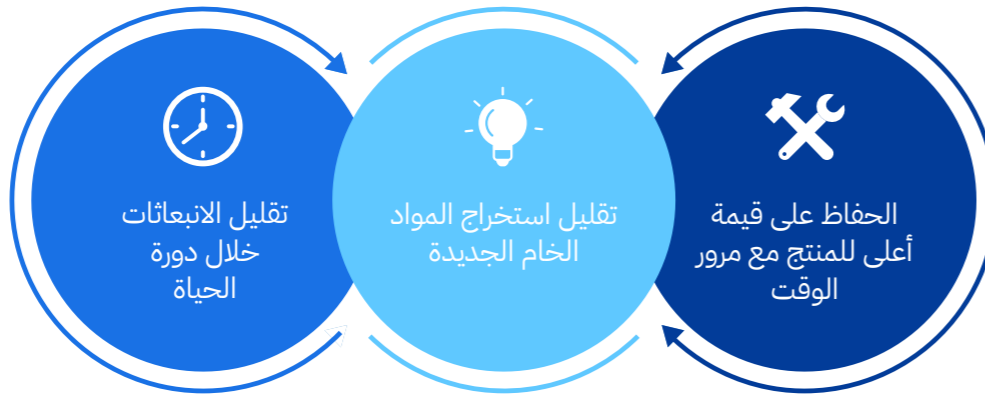 الحفاظ على قيمة
أعلى للمنتج مع مرور
الوقت
تقليل استخراج المواد
الخام الجديدة
تقليل الانبعاثات
خلال دورة
الحياة